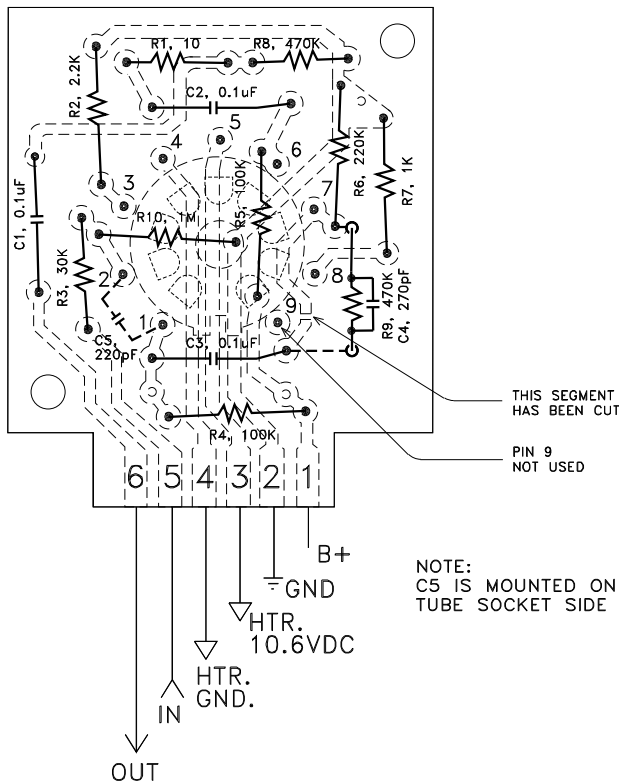 R1, 10
R8, 470K
R2, 2.2K
C2, 0.1uF
5
4
6
R6, 220K
R7, 1K
R5, 100K
3
7
C1, 0.1uF
R10, 1M
R3, 30K
2
8
R9, 470K
C4, 270pF
9
1
C5,
220pF
C3, 0.1uF
R4, 100K
THIS SEGMENT
HAS BEEN CUT
PIN 9
NOT USED
6 5 4 3 2 1
B+
GND
HTR.
10.6VDC
HTR.
GND.
IN
OUT
NOTE:
C5 IS MOUNTED ON
TUBE SOCKET SIDE